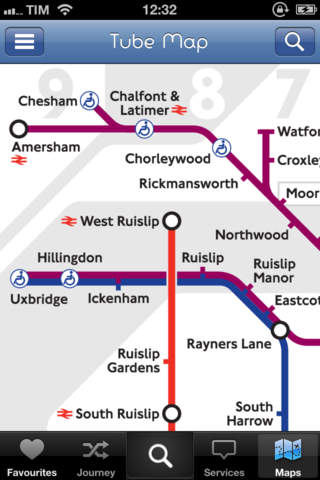 TIM 12:32
Tube Map
9 8 7
Chesham
Chalfont &
Latimer
Amersham
Chorleywood
Rickmansworth
Watfor
Croxley
Moor
Northwood
West Ruislip
Hillingdon
Ruislip
Ruislip
Manor
Eastcot
Uxbridge
Ickenham
Rayners Lane
Ruislip
Gardens
South Ruislip
South
Harrow
Favourites
Journey
Services
Maps